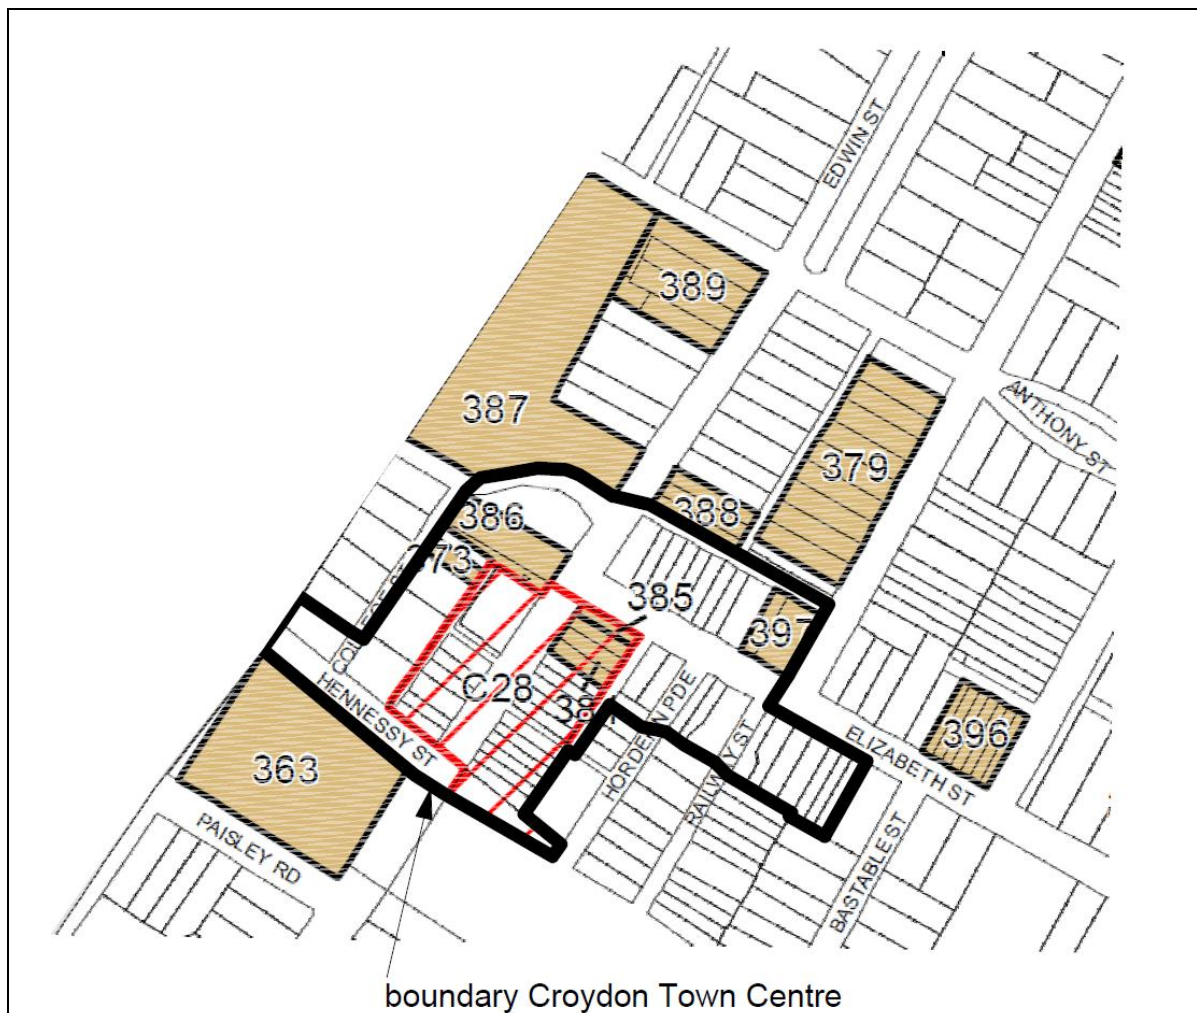 EDWIN ST
389
ANTHONY ST
387
379
388
386
373
385
397
C28
HENNESSY ST
HORDERN PDE
RAILWAY ST
ELIZABETH ST
396
363
PAISLEY RD
BASTABLE ST
boundary Croydon Town Centre